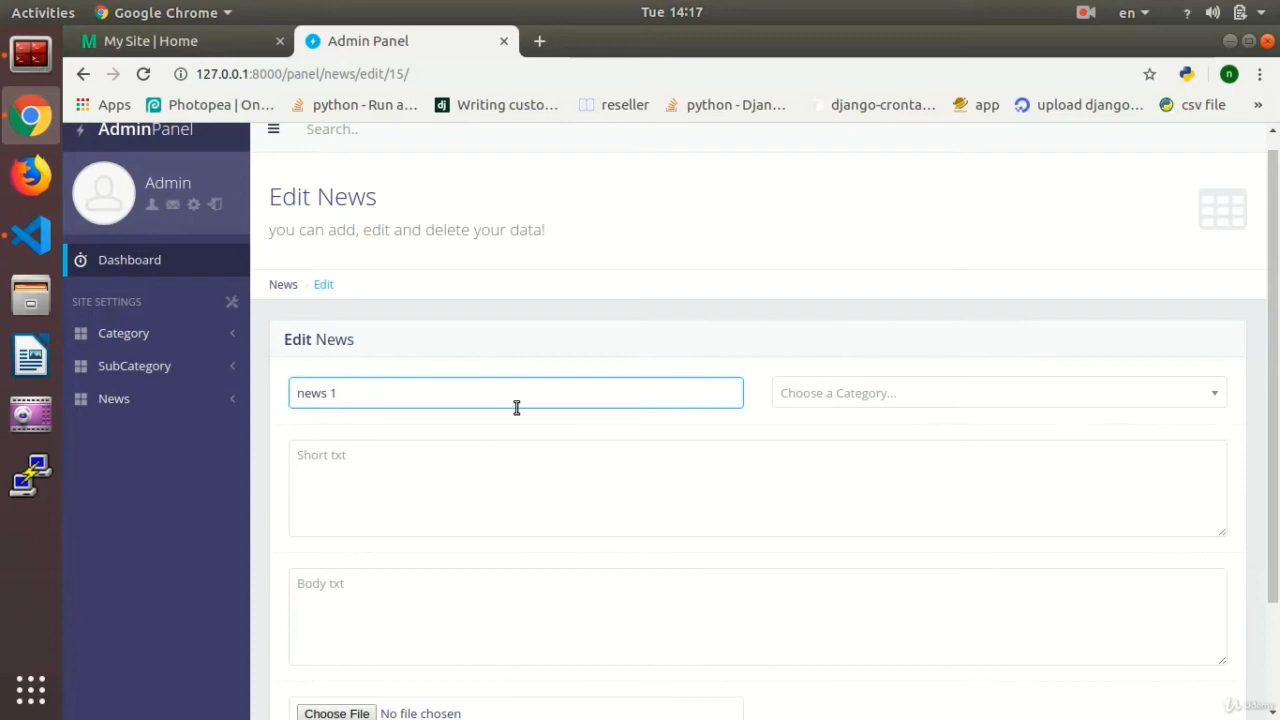 Activities Google Chrome Tue 14:17 en ?
My Site | Home Admin Panel
127.0.0.1:8000/panel/news/edit/15/ n
Apps Photopea | On... python - Run a... dj Writing custo... reseller python - Djan... django-cronta... app upload django... csv file »
AdminPanel Search..
Admin
Edit News
you can add, edit and delete your data!
Dashboard
News Edit
SITE SETTINGS
Category
SubCategory
News
Edit News
news 1 Choose a Category...
Short txt
Body txt
Choose File No file chosen
Udemy